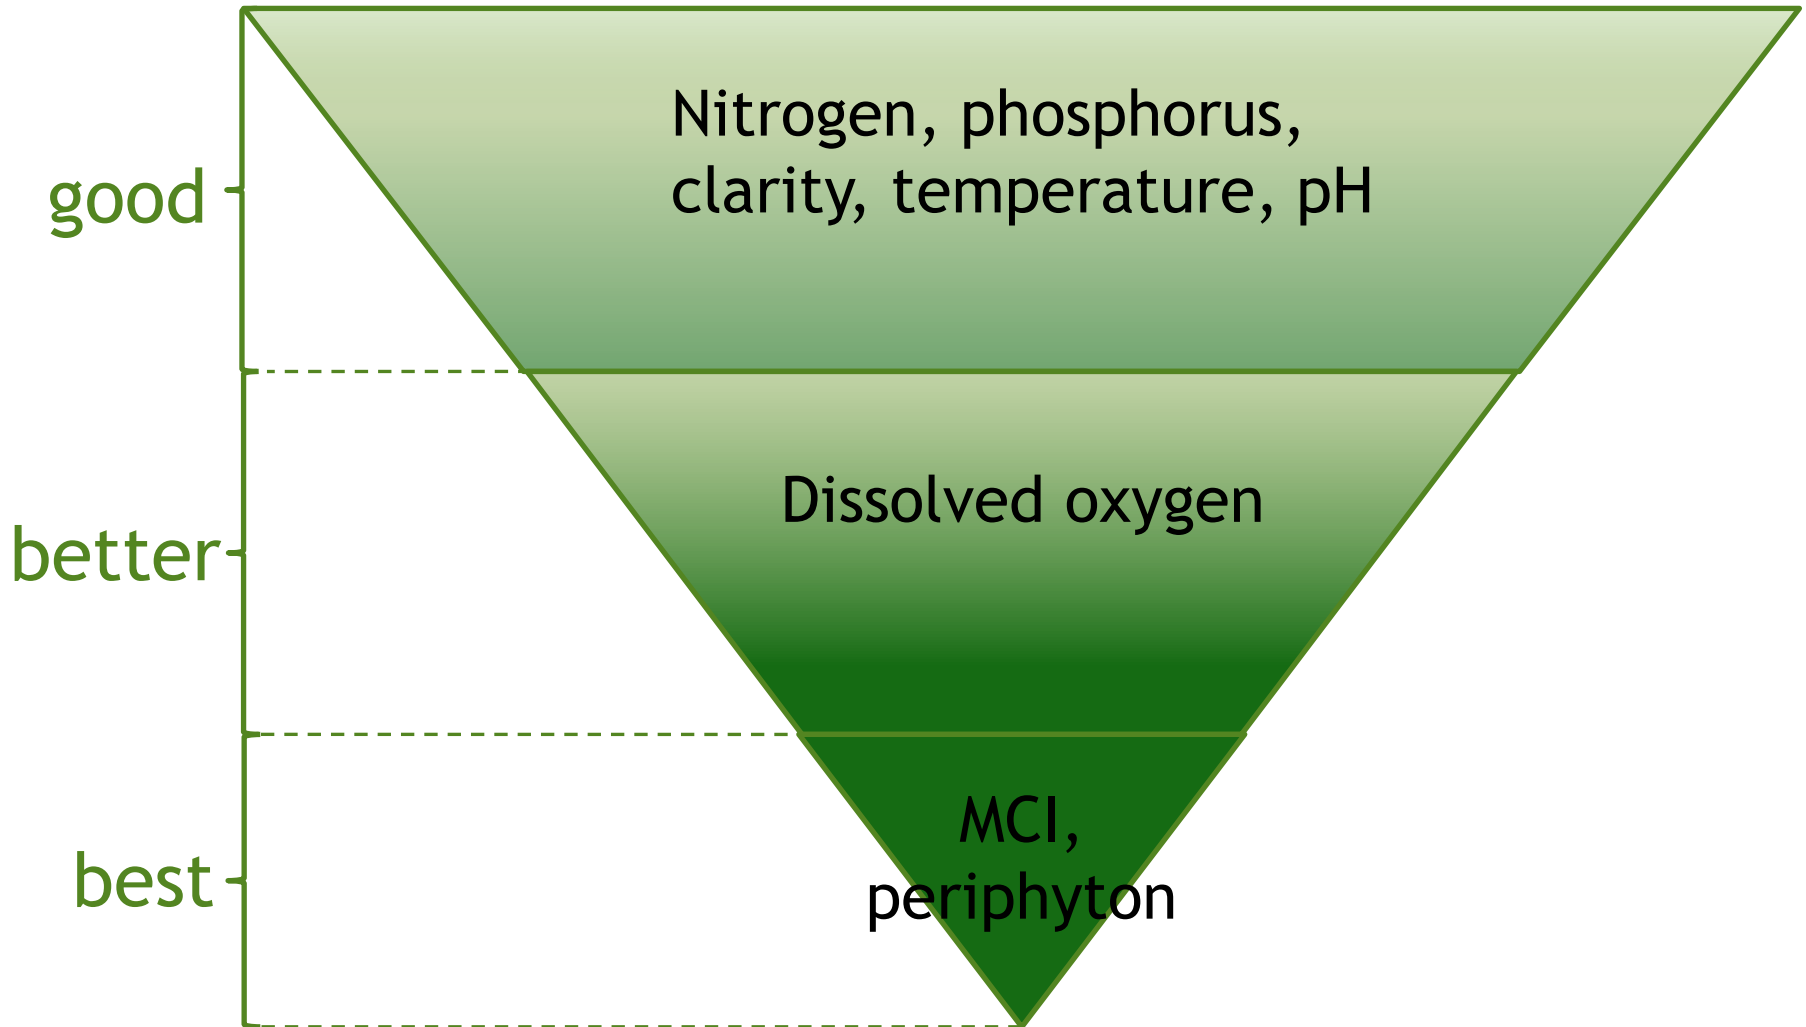 good
Nitrogen, phosphorus,
clarity, temperature, pH
better
Dissolved oxygen
best
MCI,
periphyton